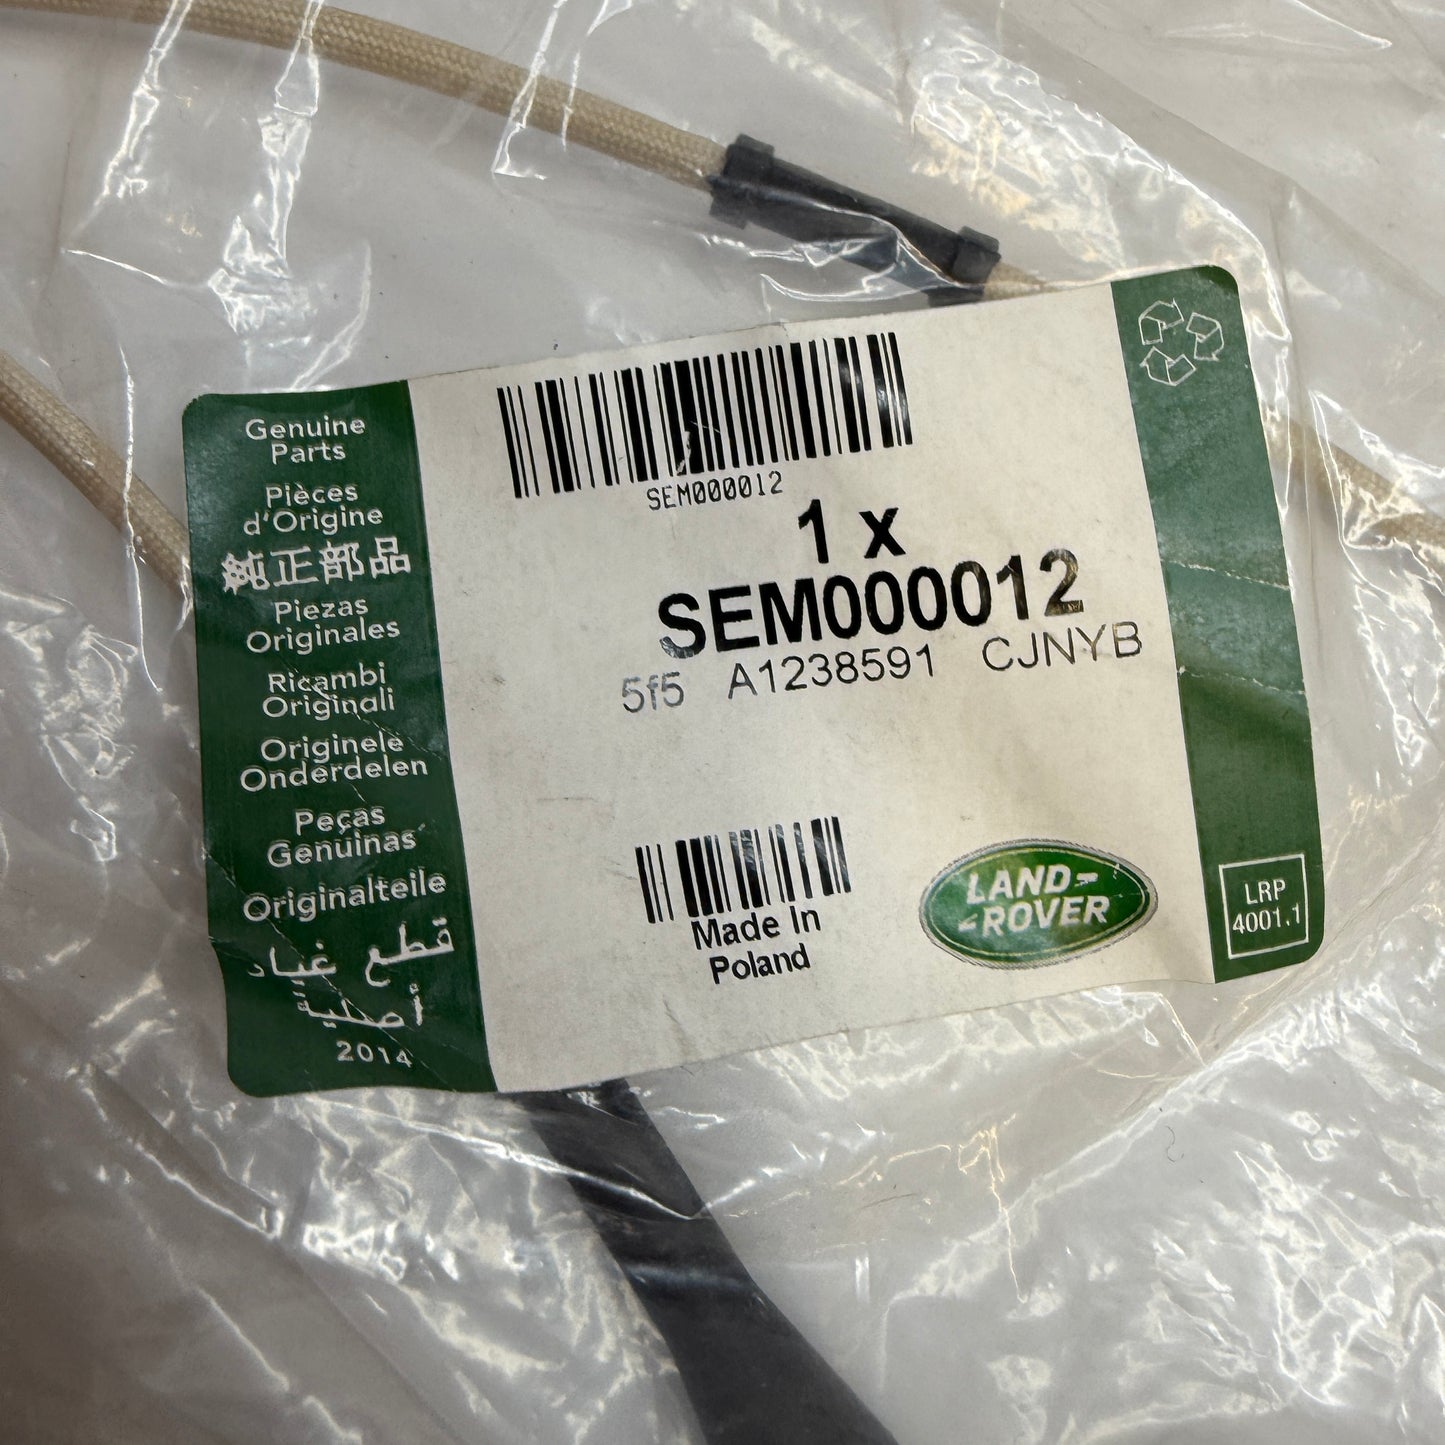 Genuine
Parts
Pièces
d'Origine
純正部品
Piezas
Originales
Ricambi
Originali
Originele
Onderdelen
Peças
Genuinas
Originalteile
قطع غيار
أصلية
2014
SEM000012
1 x
SEM000012
5f5 A1238591 CJNYB
Made In
Poland
LAND-
-ROVER
LRP
4001.1